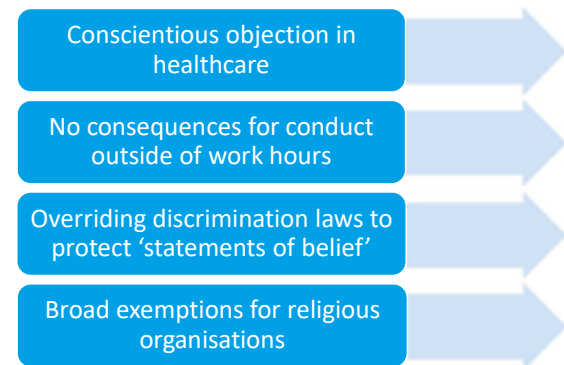 Conscientious objection in
healthcare
No consequences for conduct
outside of work hours
Overriding discrimination laws to
protect ‘statements of belief’
Broad exemptions for religious
organisations